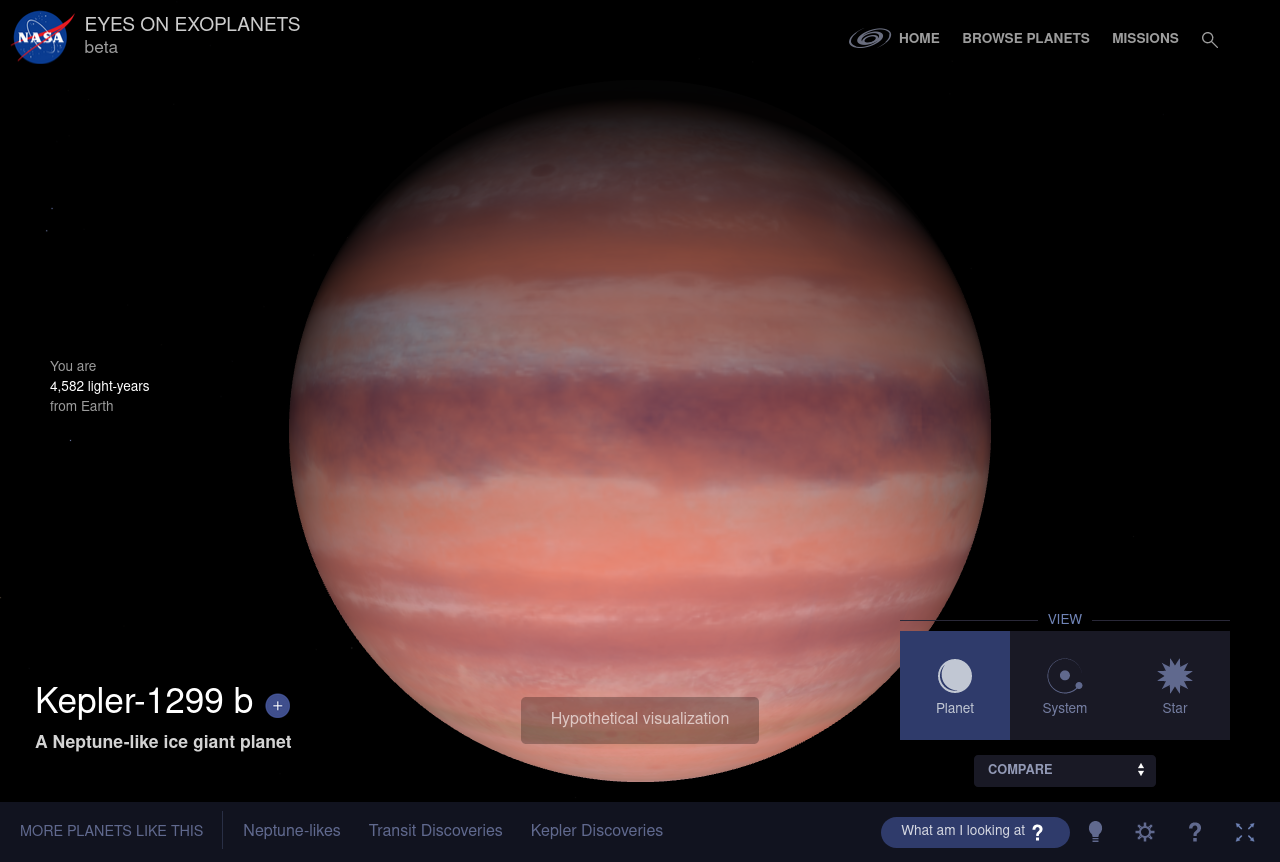 NASA
EYES ON EXOPLANETS
beta
HOME
BROWSE PLANETS
MISSIONS
You are
4,582 light-years
from Earth
VIEW
Planet
System
Star
Kepler-1299 b +
A Neptune-like ice giant planet
Hypothetical visualization
COMPARE
MORE PLANETS LIKE THIS
Neptune-likes
Transit Discoveries
Kepler Discoveries
What am I looking at ?
?